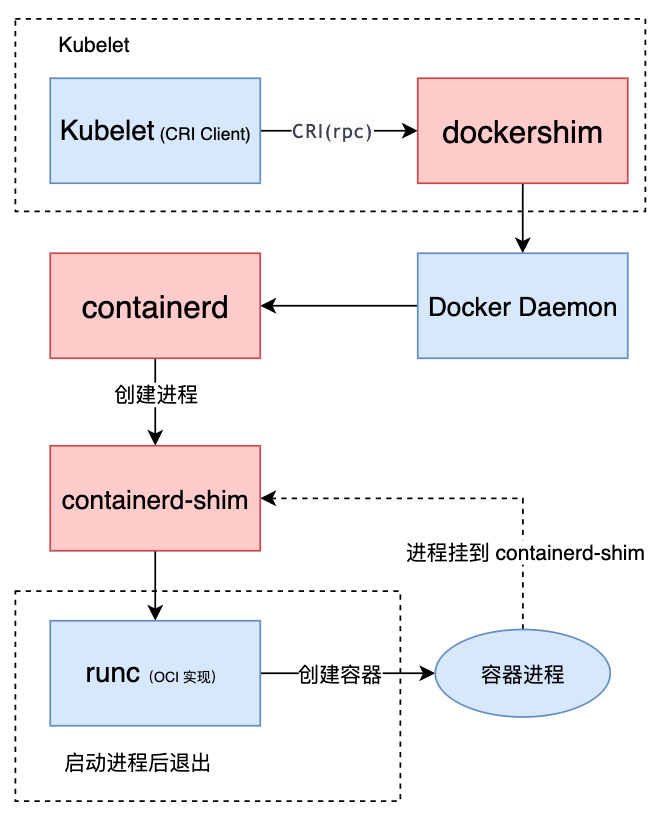 Kubelet
Kubelet (CRI Client)
CRI(rpc)
dockershim
containerd
Docker Daemon
创建进程
containerd-shim
进程挂到 containerd-shim
runc (OCI 实现)
创建容器
容器进程
启动进程后退出